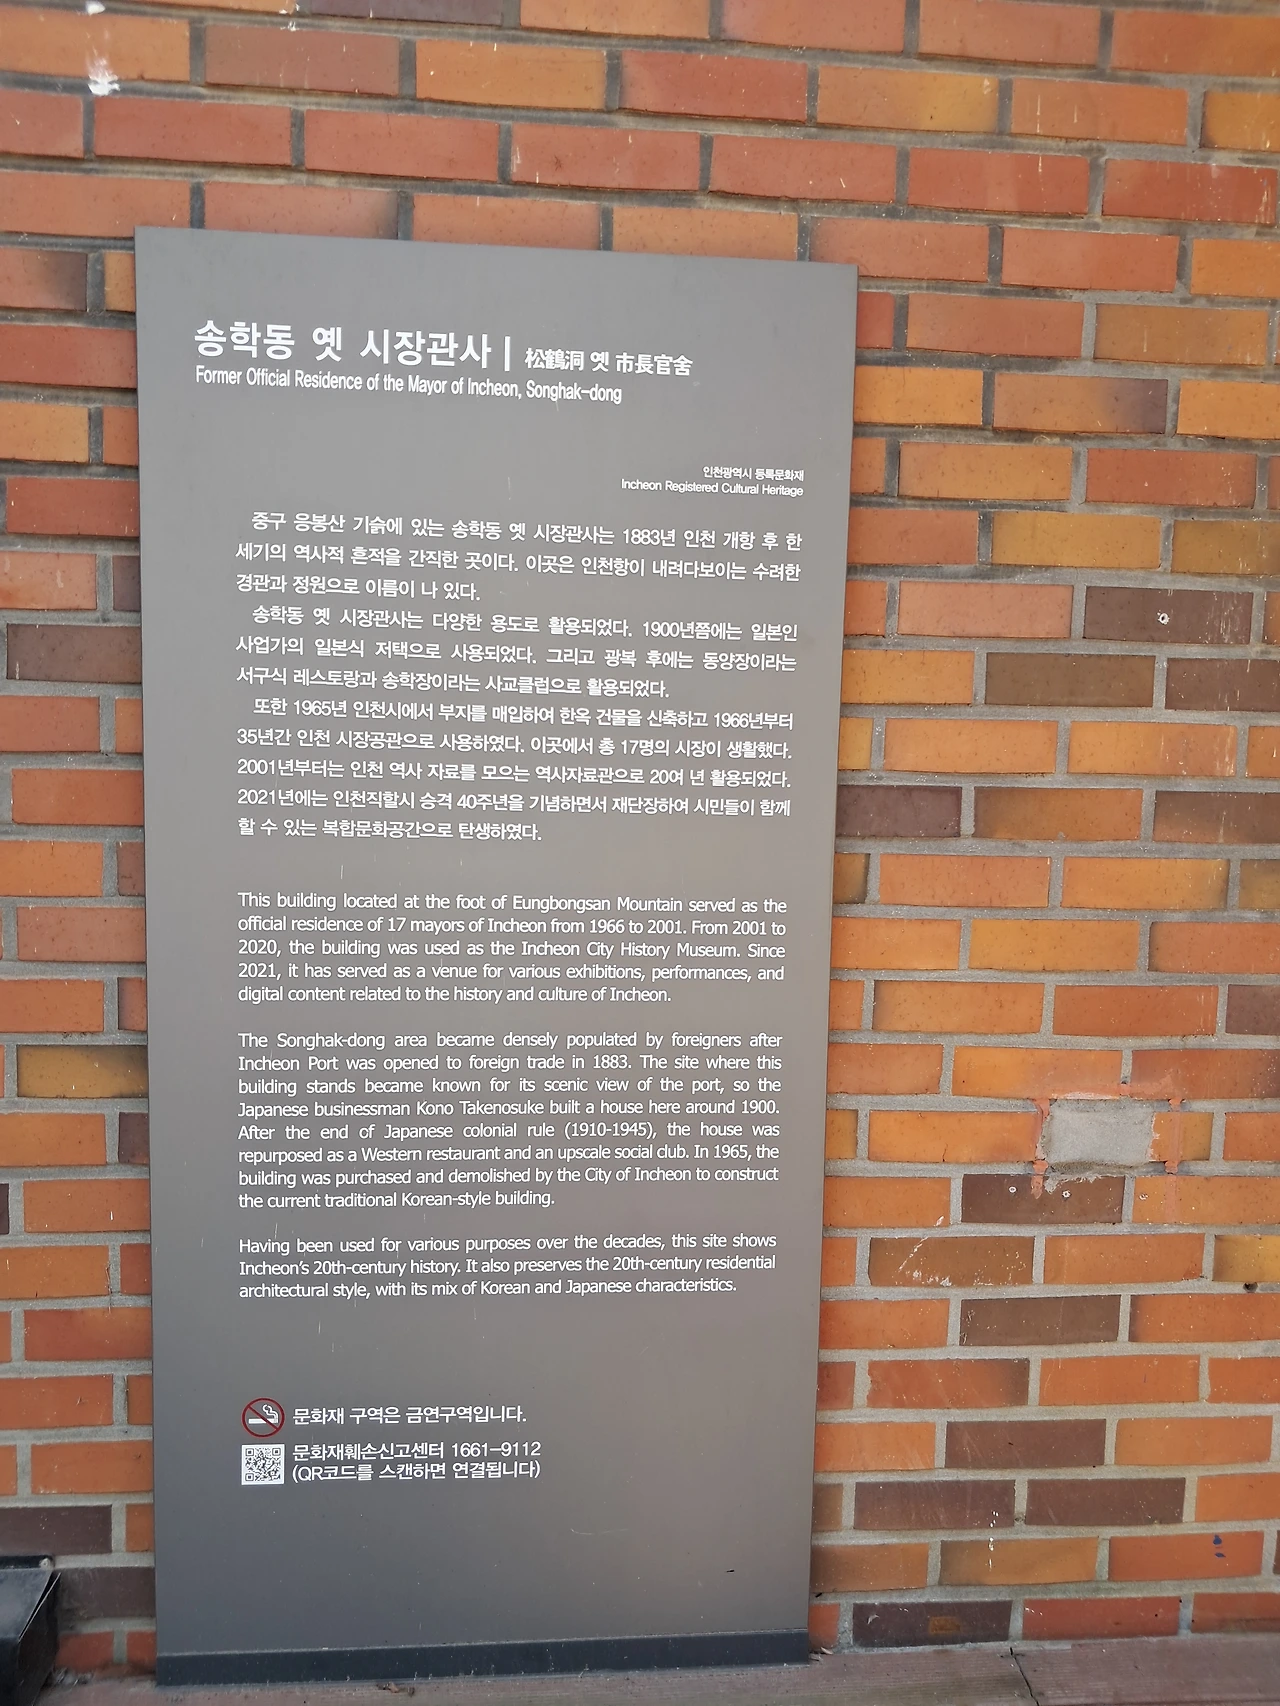 송학동 옛 시장관사 | 松鶴洞 옛 市長官舍
Former Official Residence of the Mayor of Incheon, Songhak-dong
인천광역시 등록문화재
Incheon Registered Cultural Heritage
중구 응봉산 기슭에 있는 송학동 옛 시장관사는 1883년 인천 개항 후 한
세기의 역사적 흔적을 간직한 곳이다. 이곳은 인천항이 내려다보이는 수려한
경관과 정원으로 이름이 나 있다.
송학동 옛 시장관사는 다양한 용도로 활용되었다. 1900년쯤에는 일본인
사업가의 일본식 저택으로 사용되었다. 그리고 광복 후에는 동양장이라는
서구식 레스토랑과 송학장이라는 사교클럽으로 활용되었다.
또한 1965년 인천시에서 부지를 매입하여 한옥 건물을 신축하고 1966년부터
35년간 인천 시장공관으로 사용하였다. 이곳에서 총 17명의 시장이 생활했다.
2001년부터는 인천 역사 자료를 모으는 역사자료관으로 20여 년 활용되었다.
2021년에는 인천직할시 승격 40주년을 기념하면서 재단장하여 시민들이 함께
할 수 있는 복합문화공간으로 탄생하였다.
This building located at the foot of Eungbongsan Mountain served as the
official residence of 17 mayors of Incheon from 1966 to 2001. From 2001 to
2020, the building was used as the Incheon City History Museum. Since
2021, it has served as a venue for various exhibitions, performances, and
digital content related to the history and culture of Incheon.
The Songhak-dong area became densely populated by foreigners after
Incheon Port was opened to foreign trade in 1883. The site where this
building stands became known for its scenic view of the port, so the
Japanese businessman Kono Takenosuke built a house here around 1900.
After the end of Japanese colonial rule (1910-1945), the house was
repurposed as a Western restaurant and an upscale social club. In 1965, the
building was purchased and demolished by the City of Incheon to construct
the current traditional Korean-style building.
Having been used for various purposes over the decades, this site shows
Incheon's 20th-century history. It also preserves the 20th-century residential
architectural style, with its mix of Korean and Japanese characteristics.
문화재 구역은 금연구역입니다.
문화재훼손신고센터 1661-9112
(QR코드를 스캔하면 연결됩니다)